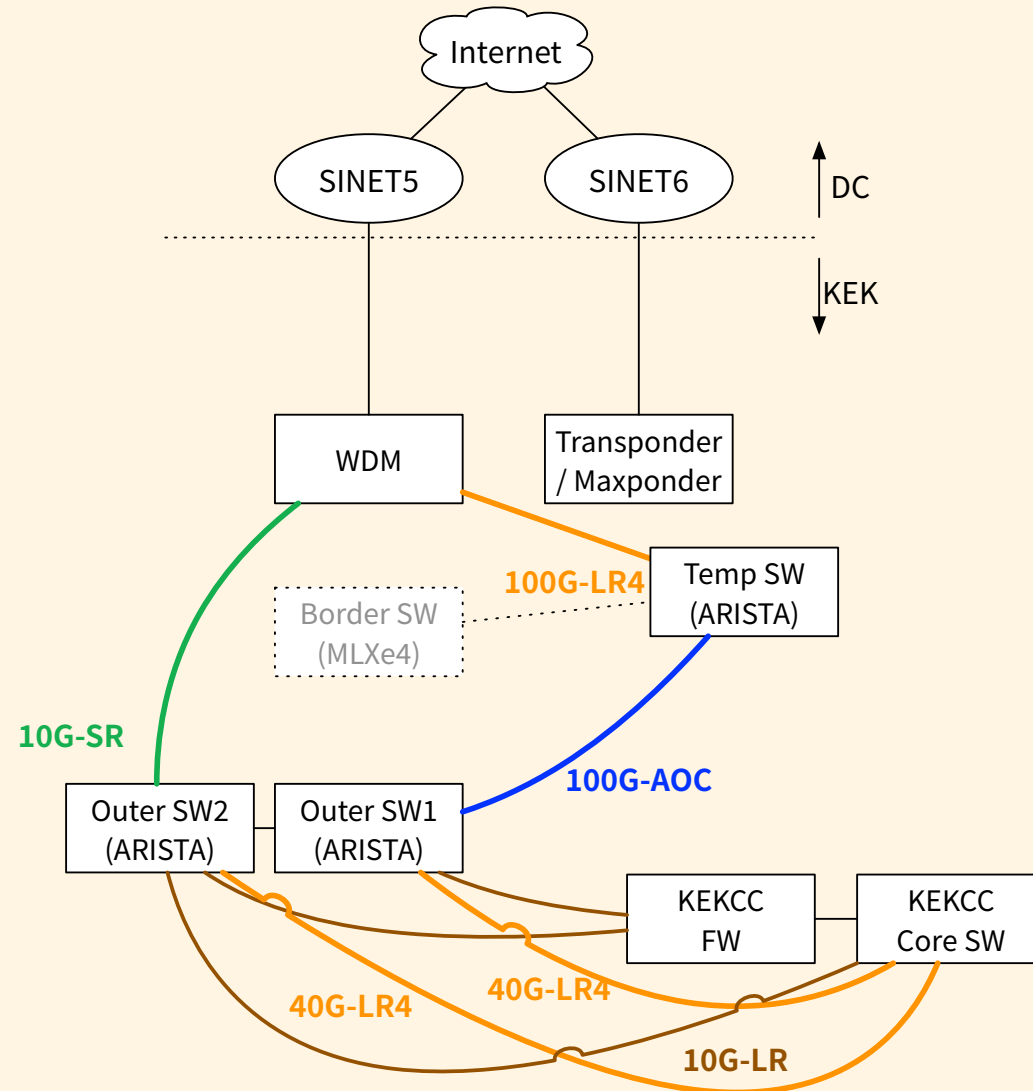 Internet
SINET5
SINET6
DC
KEK
WDM
Transponder
/ Maxponder
100G-LR4
Temp SW
(ARISTA)
Border SW
(MLXe4)
10G-SR
100G-AOC
Outer SW2
(ARISTA)
Outer SW1
(ARISTA)
KEKCC
FW
KEKCC
Core SW
40G-LR4
40G-LR4
10G-LR